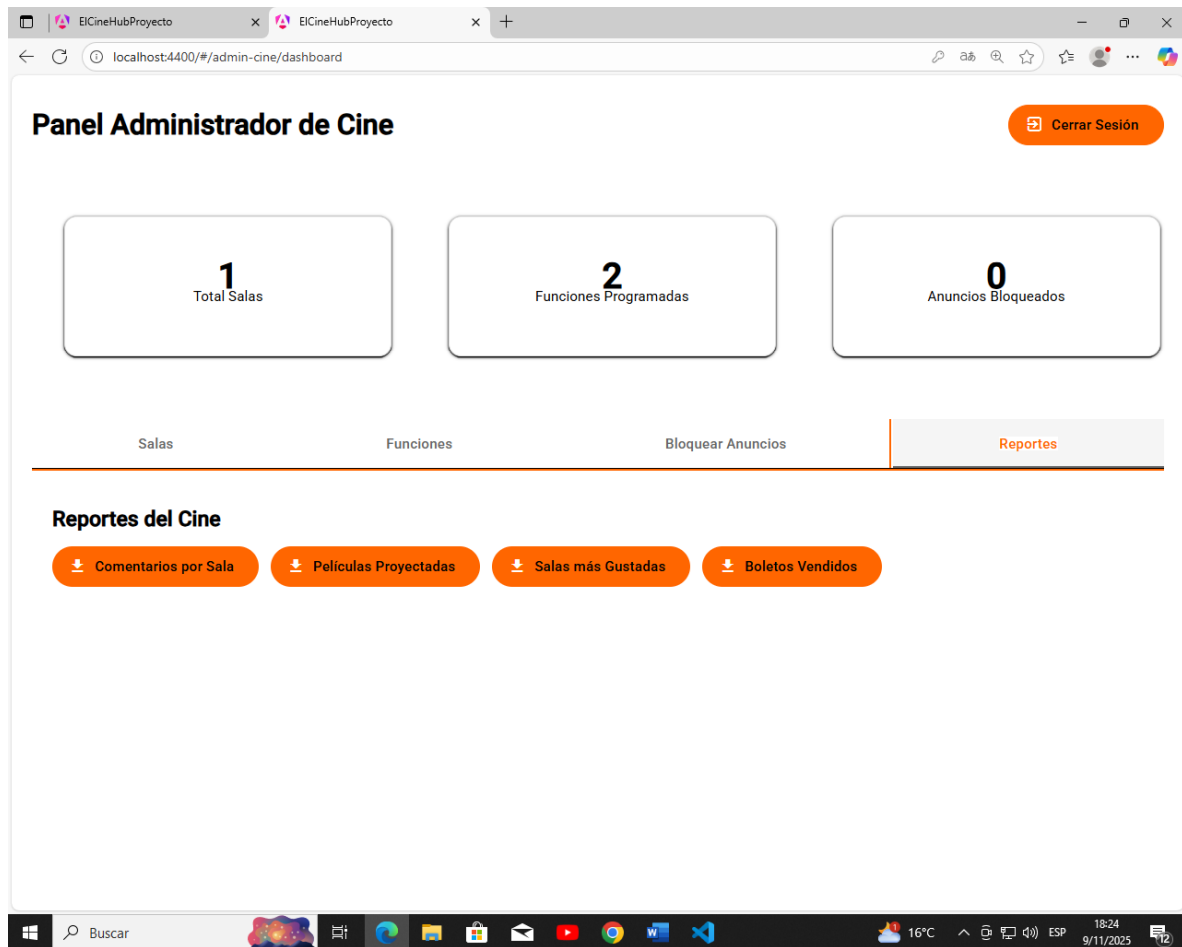 ElCineHubProyecto ElCineHubProyecto
localhost:4400/#/admin-cine/dashboard
Panel Administrador de Cine
Cerrar Sesión
1 2 0
Total Salas Funciones Programadas Anuncios Bloqueados
Salas Funciones Bloquear Anuncios Reportes
Reportes del Cine
Comentarios por Sala Películas Proyectadas Salas más Gustadas Boletos Vendidos
Buscar 16°C ESP 18:24
9/11/2025 12